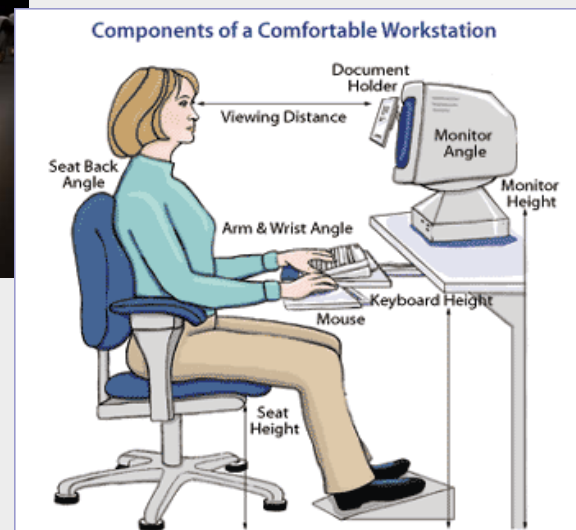 Components of a Comfortable Workstation
Document
Holder
Viewing Distance
Monitor
Angle
Seat Back
Angle
Monitor
Height
Arm & Wrist Angle
Keyboard Height
Mouse
Seat
Height